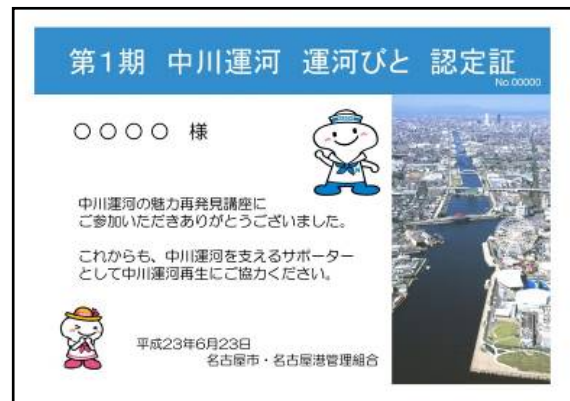 第1期 中川運河 運河びと 認定証
No.00000
○○○○ 様
中川運河の魅力再発見講座に
ご参加いただきありがとうございました。
これからも、中川運河を支えるサポーター
として中川運河再生にご協力ください。
平成23年6月23日
名古屋市・名古屋港管理組合